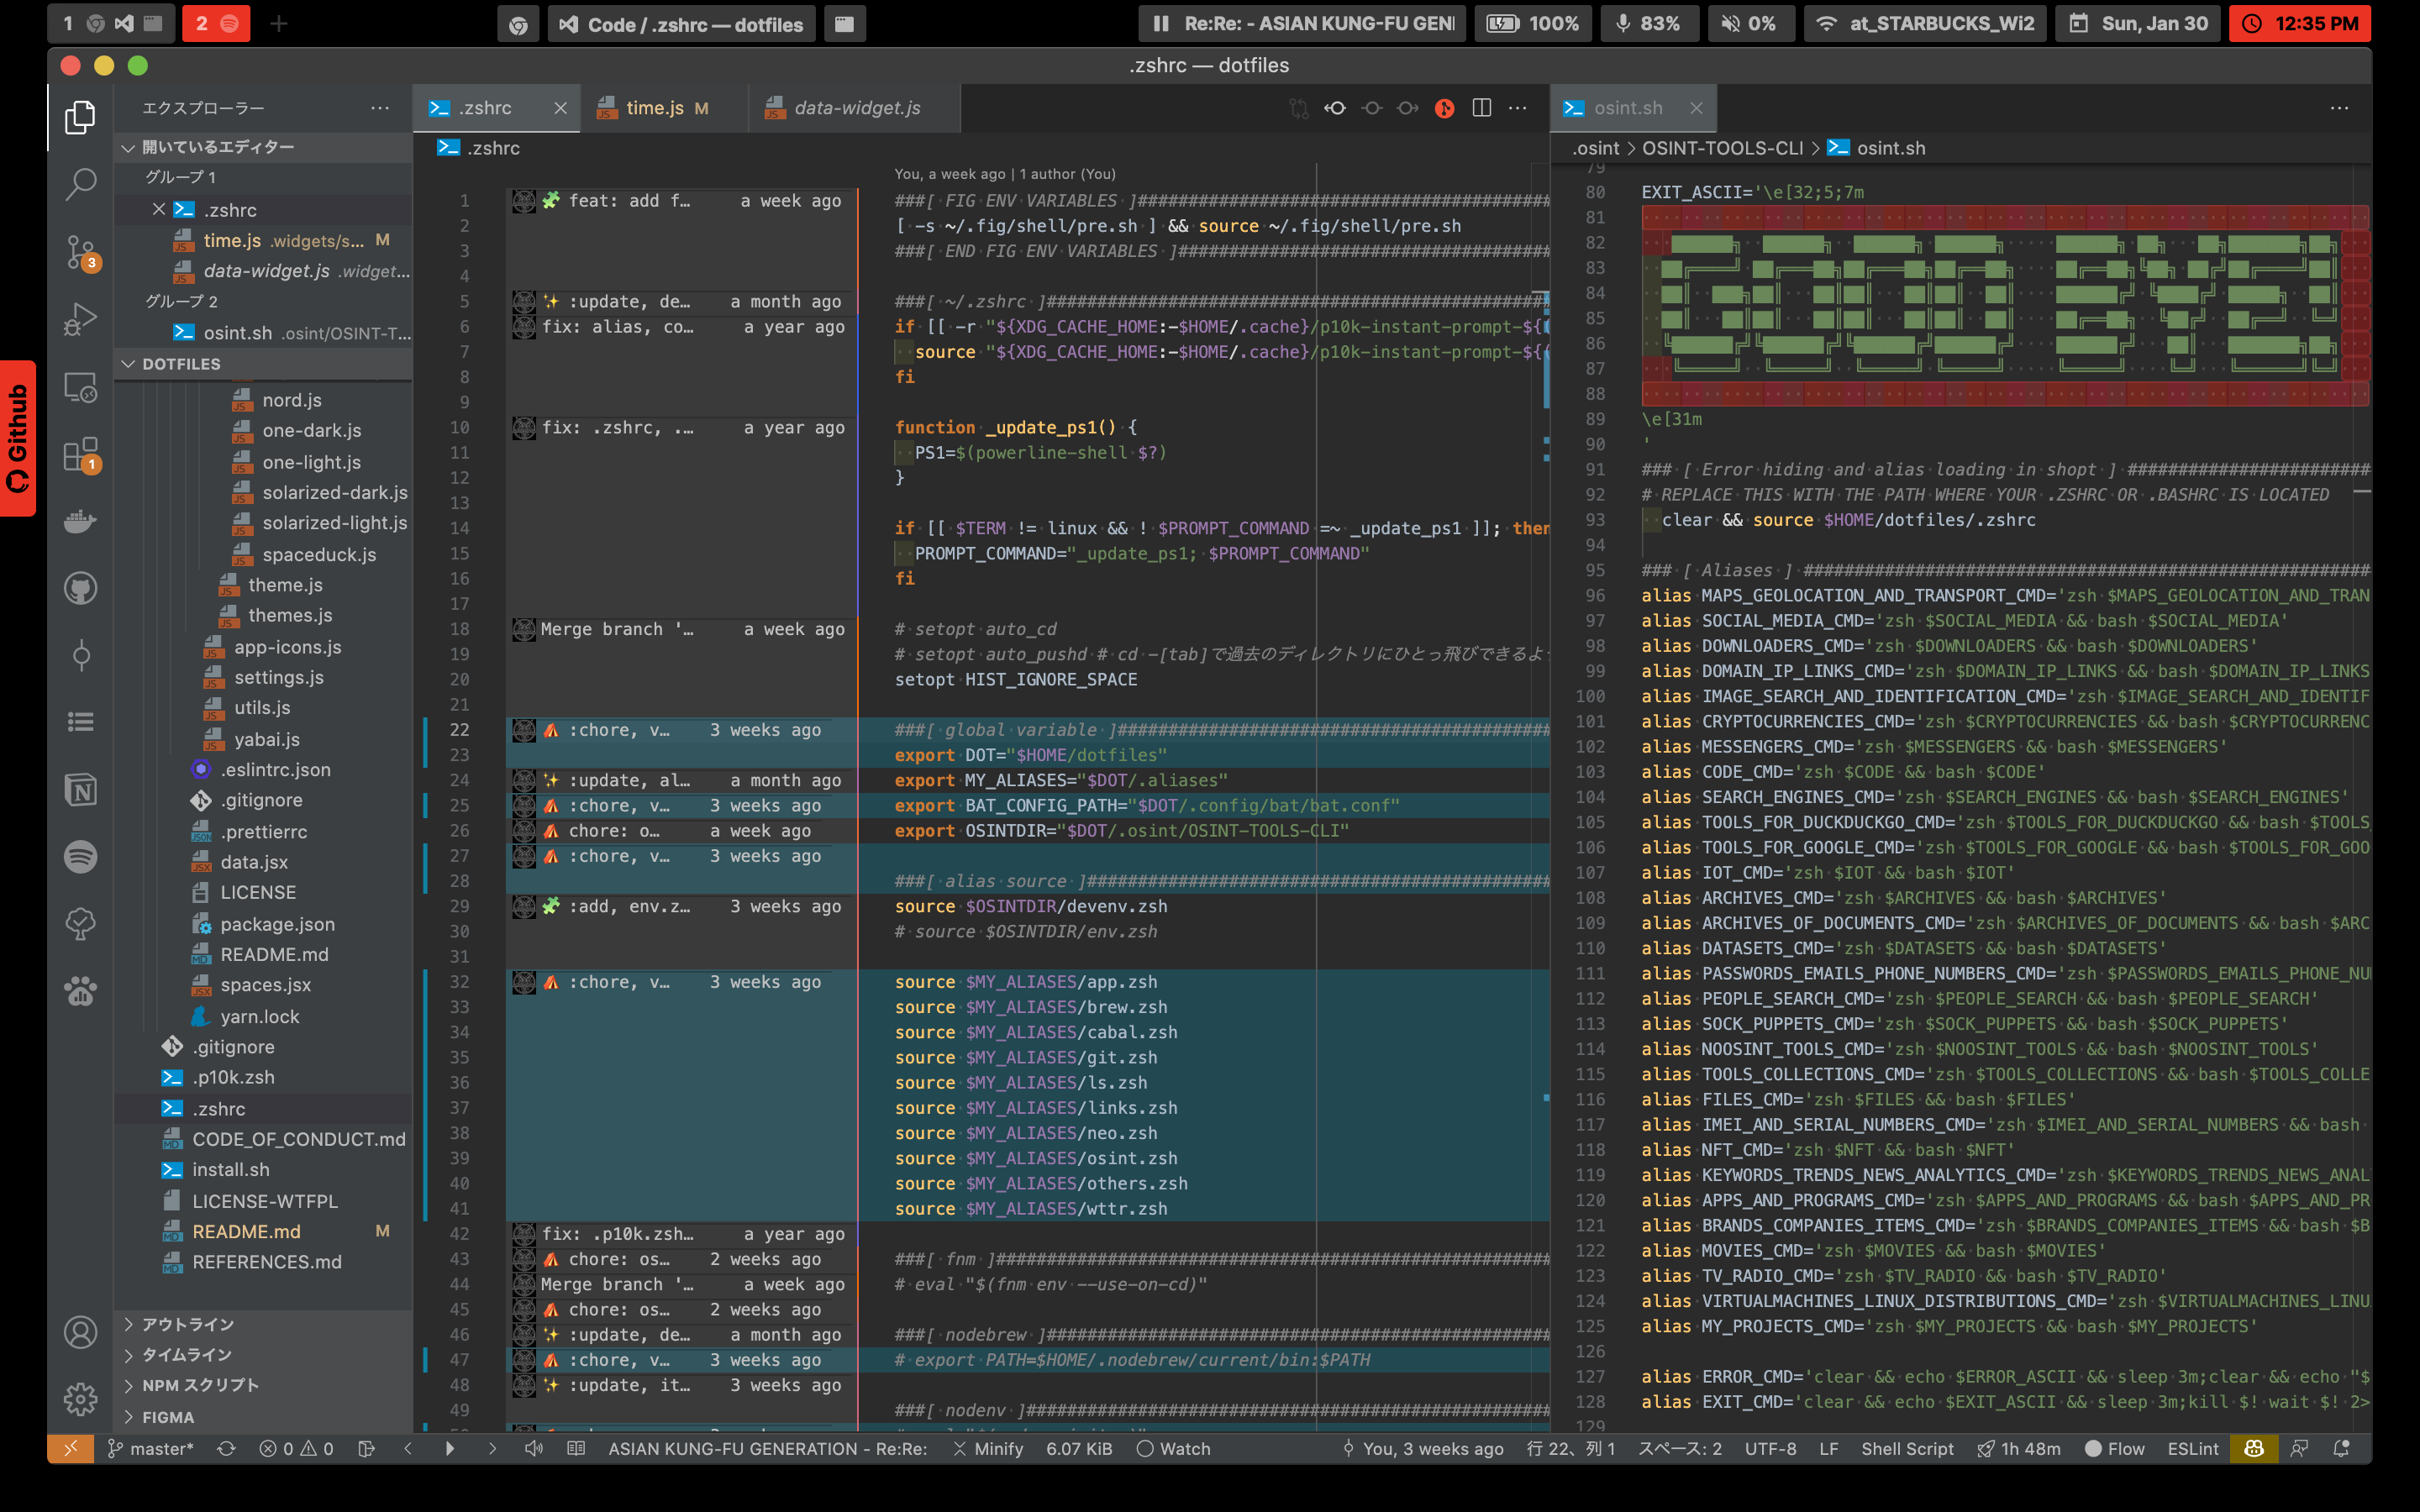 1
2
+
Code / .zshrc — dotfiles
Re:Re: - ASIAN KUNG-FU GEN
100%
83%
0%
at_STARBUCKS_Wi2
Sun, Jan 30
12:35 PM
.zshrc — dotfiles
Github
エクスプローラー
開いているエディター
グループ 1
.zshrc
time.js .widgets/s... M
data-widget.js .widget...
グループ 2
osint.sh .osint/OSINT-T...
DOTFILES
nord.js
one-dark.js
one-light.js
solarized-dark.js
solarized-light.js
spaceduck.js
theme.js
themes.js
app-icons.js
settings.js
utils.js
yabai.js
.eslintrc.json
.gitignore
.prettierrc
data.jsx
LICENSE
package.json
README.md
spaces.jsx
yarn.lock
.gitignore
.p10k.zsh
.zshrc
CODE_OF_CONDUCT.md
install.sh
LICENSE-WTFPL
README.md M
REFERENCES.md
アウトライン
タイムライン
NPM スクリプト
FIGMA
3
1
.zshrc
time.js M
data-widget.js
.zshrc
You, a week ago | 1 author (You)
1 feat: add f… a week ago ###[ FIG ENV VARIABLES ]#################################
2 [ -s ~/.fig/shell/pre.sh ] && source ~/.fig/shell/pre.sh
3 ###[ END FIG ENV VARIABLES ]#################################
4
5 :update, de… a month ago ###[ ~/.zshrc ]#################################
6 fix: alias, co… a year ago if [[ -r "${XDG_CACHE_HOME:-$HOME/.cache}/p10k-instant-prompt-${(
7 source "${XDG_CACHE_HOME:-$HOME/.cache}/p10k-instant-prompt-${(
8 fi
9
10 fix: .zshrc, .… a year ago function _update_ps1() {
11 PS1=$(powerline-shell $?)
12 }
13
14 if [[ $TERM != linux && ! $PROMPT_COMMAND =~ _update_ps1 ]]; then
15 PROMPT_COMMAND="_update_ps1; $PROMPT_COMMAND"
16 fi
17
18 Merge branch '… a week ago # setopt auto_cd
19 # setopt auto_pushd # cd -[tab]で過去のディレクトリにひとっ飛びできるよ
20 setopt HIST_IGNORE_SPACE
21
22 :chore, v… 3 weeks ago ###[ global variable ]#################################
23 export DOT="$HOME/dotfiles"
24 :update, al… a month ago export MY_ALIASES="$DOT/.aliases"
25 :chore, v… 3 weeks ago export BAT_CONFIG_PATH="$DOT/.config/bat/bat.conf"
26 chore: o… a week ago export OSINTDIR="$DOT/.osint/OSINT-TOOLS-CLI"
27 :chore, v… 3 weeks ago
28 ###[ alias source ]#################################
29 :add, env.z… 3 weeks ago source $OSINTDIR/devenv.zsh
30 # source $OSINTDIR/env.zsh
31
32 :chore, v… 3 weeks ago source $MY_ALIASES/app.zsh
33 source $MY_ALIASES/brew.zsh
34 source $MY_ALIASES/cabal.zsh
35 source $MY_ALIASES/git.zsh
36 source $MY_ALIASES/ls.zsh
37 source $MY_ALIASES/links.zsh
38 source $MY_ALIASES/neo.zsh
39 source $MY_ALIASES/osint.zsh
40 source $MY_ALIASES/others.zsh
41 source $MY_ALIASES/wttr.zsh
42 fix: .p10k.zsh… a year ago
43 chore: os… 2 weeks ago ###[ fnm ]#################################
44 Merge branch '… a week ago # eval "$(fnm env --use-on-cd)"
45 chore: os… 2 weeks ago
46 :update, de… a month ago ###[ nodebrew ]#################################
47 :chore, v… 3 weeks ago # export PATH=$HOME/.nodebrew/current/bin:$PATH
48 :update, it… 3 weeks ago
49 ###[ nodenv ]#################################
osint.sh
.osint > OSINT-TOOLS-CLI > osint.sh
79
80 EXIT_ASCII='\e[32;5;7m
81
82
83
84
85
86
87
88
89 \e[31m
90 '
91 ### [ Error hiding and alias loading in shopt ] ########################
92 # REPLACE THIS WITH THE PATH WHERE YOUR .ZSHRC OR .BASHRC IS LOCATED
93 clear && source $HOME/dotfiles/.zshrc
94
95 ### [ Aliases ] ########################
96 alias MAPS_GEOLOCATION_AND_TRANSPORT_CMD='zsh $MAPS_GEOLOCATION_AND_TRAN
97 alias SOCIAL_MEDIA_CMD='zsh $SOCIAL_MEDIA && bash $SOCIAL_MEDIA'
98 alias DOWNLOADERS_CMD='zsh $DOWNLOADERS && bash $DOWNLOADERS'
99 alias DOMAIN_IP_LINKS_CMD='zsh $DOMAIN_IP_LINKS && bash $DOMAIN_IP_LINKS
100 alias IMAGE_SEARCH_AND_IDENTIFICATION_CMD='zsh $IMAGE_SEARCH_AND_IDENTIF
101 alias CRYPTOCURRENCIES_CMD='zsh $CRYPTOCURRENCIES && bash $CRYPTOCURRENC
102 alias MESSENGERS_CMD='zsh $MESSENGERS && bash $MESSENGERS'
103 alias CODE_CMD='zsh $CODE && bash $CODE'
104 alias SEARCH_ENGINES_CMD='zsh $SEARCH_ENGINES && bash $SEARCH_ENGINES'
105 alias TOOLS_FOR_DUCKDUCKGO_CMD='zsh $TOOLS_FOR_DUCKDUCKGO && bash $TOOLS_
106 alias TOOLS_FOR_GOOGLE_CMD='zsh $TOOLS_FOR_GOOGLE && bash $TOOLS_FOR_GOO
107 alias IOT_CMD='zsh $IOT && bash $IOT'
108 alias ARCHIVES_CMD='zsh $ARCHIVES && bash $ARCHIVES'
109 alias ARCHIVES_OF_DOCUMENTS_CMD='zsh $ARCHIVES_OF_DOCUMENTS && bash $ARC
110 alias DATASETS_CMD='zsh $DATASETS && bash $DATASETS'
111 alias PASSWORDS_EMAILS_PHONE_NUMBERS_CMD='zsh $PASSWORDS_EMAILS_PHONE_NU
112 alias PEOPLE_SEARCH_CMD='zsh $PEOPLE_SEARCH && bash $PEOPLE_SEARCH'
113 alias SOCK_PUPPETS_CMD='zsh $SOCK_PUPPETS && bash $SOCK_PUPPETS'
114 alias NOOSINT_TOOLS_CMD='zsh $NOOSINT_TOOLS && bash $NOOSINT_TOOLS'
115 alias TOOLS_COLLECTIONS_CMD='zsh $TOOLS_COLLECTIONS && bash $TOOLS_COLLE
116 alias FILES_CMD='zsh $FILES && bash $FILES'
117 alias IMEI_AND_SERIAL_NUMBERS_CMD='zsh $IMEI_AND_SERIAL_NUMBERS && bash
118 alias NFT_CMD='zsh $NFT && bash $NFT'
119 alias KEYWORDS_TRENDS_NEWS_ANALYTICS_CMD='zsh $KEYWORDS_TRENDS_NEWS_ANAL
120 alias APPS_AND_PROGRAMS_CMD='zsh $APPS_AND_PROGRAMS && bash $APPS_AND_PR
121 alias BRANDS_COMPANIES_ITEMS_CMD='zsh $BRANDS_COMPANIES_ITEMS && bash $B
122 alias MOVIES_CMD='zsh $MOVIES && bash $MOVIES'
123 alias TV_RADIO_CMD='zsh $TV_RADIO && bash $TV_RADIO'
124 alias VIRTUALMACHINES_LINUX_DISTRIBUTIONS_CMD='zsh $VIRTUALMACHINES_LINU
125 alias MY_PROJECTS_CMD='zsh $MY_PROJECTS && bash $MY_PROJECTS'
126
127 alias ERROR_CMD='clear && echo $ERROR_ASCII && sleep 3m;clear && echo "$
128 alias EXIT_CMD='clear && echo $EXIT_ASCII && sleep 3m;kill $! wait $! 2>
129
master* 0 0 ASIAN KUNG-FU GENERATION - Re:Re: Minify 6.07 KiB Watch You, 3 weeks ago 行 22、列 1 スペース: 2 UTF-8 LF Shell Script 1h 48m Flow ESLint